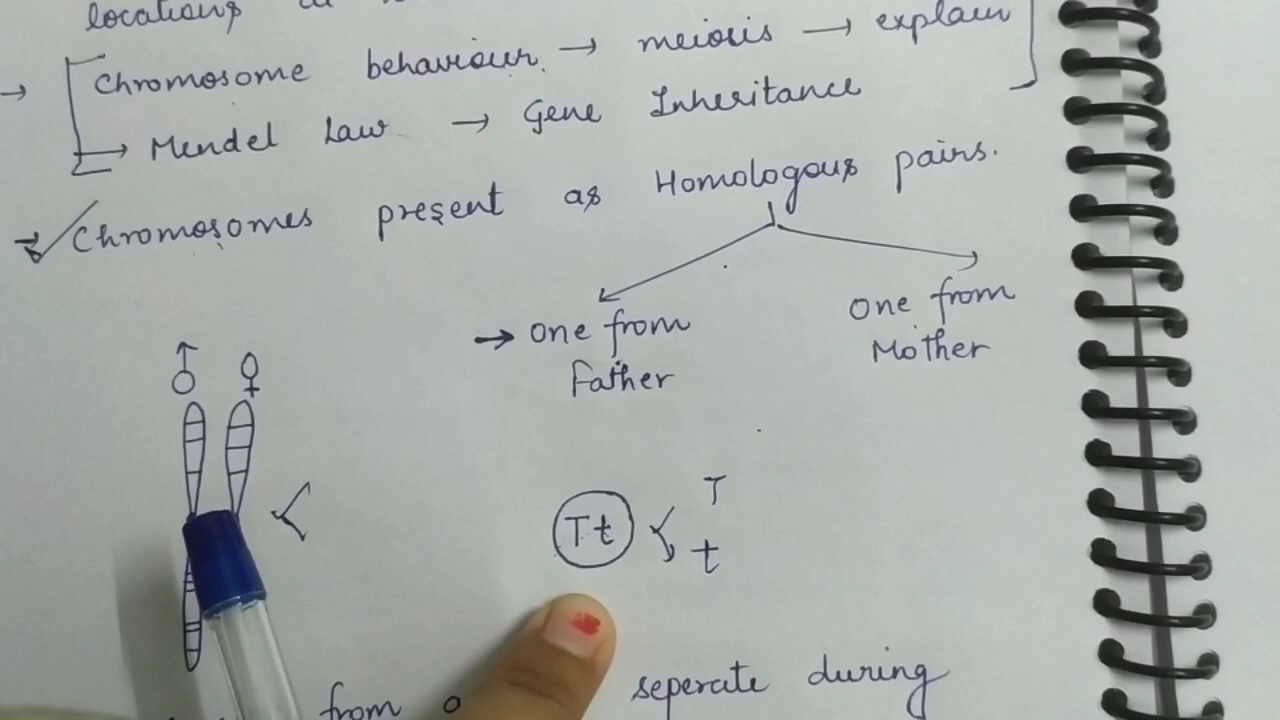 locations
→ Chromosome behaviour → meiosis → explain
→ Mendel Law → Gene Inheritance
Chromosomes present as Homologous pairs.
→ One from Father
One from Mother
♂ ♀
Tt
T
t
from seperate during